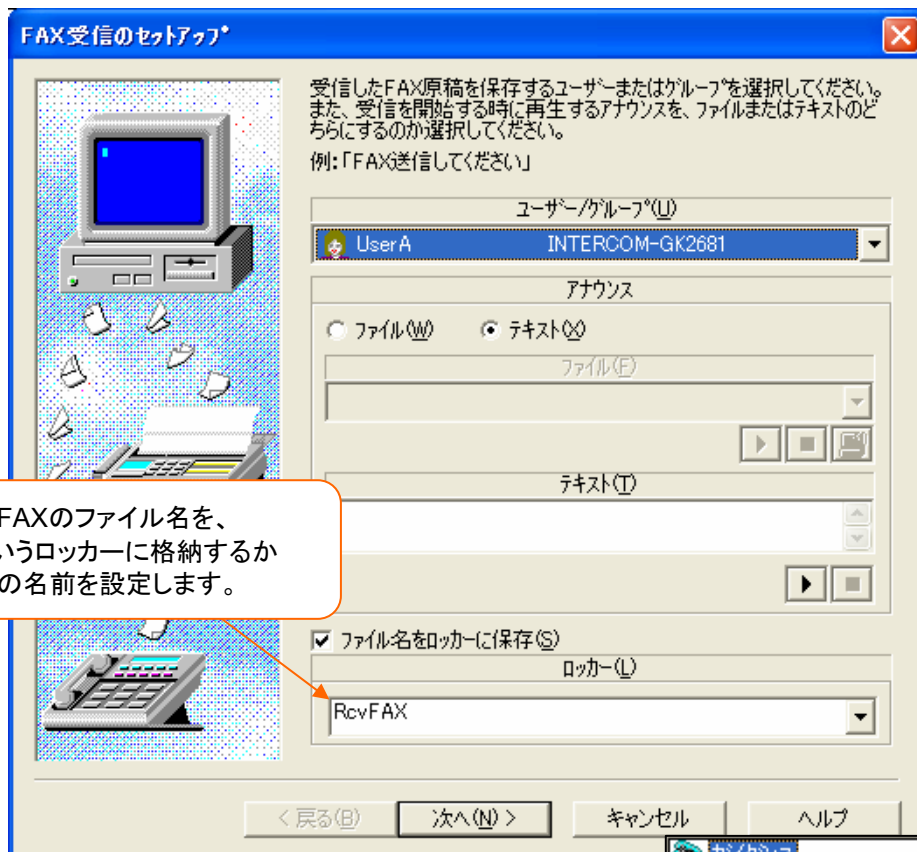 FAX受信のｾｯﾄｱｯﾌﾟ
受信したFAX原稿を保存するﾕｰｻﾞｰまたはｸﾞﾙｰﾌﾟを選択してください。
また、受信を開始する時に再生するｱﾅｳﾝｽを、ﾌｧｲﾙまたはﾃｷｽﾄのど
ちらにするのか選択してください。
例:「FAX送信してください」
ﾕｰｻﾞｰ/ｸﾞﾙｰﾌﾟ(U)
UserA INTERCOM-GK2681
ｱﾅｳﾝｽ
ﾌｧｲﾙ(W) ﾃｷｽﾄ(X)
ﾌｧｲﾙ(F)
ﾃｷｽﾄ(T)
FAXのファイル名を、
いうロッカーに格納するか
の名前を設定します。
ﾌｧｲﾙ名をﾛｯｶｰに保存(S)
ﾛｯｶｰ(L)
RcvFAX
< 戻る(B) 次へ(N) > ｷｬﾝｾﾙ ﾍﾙﾌﾟ